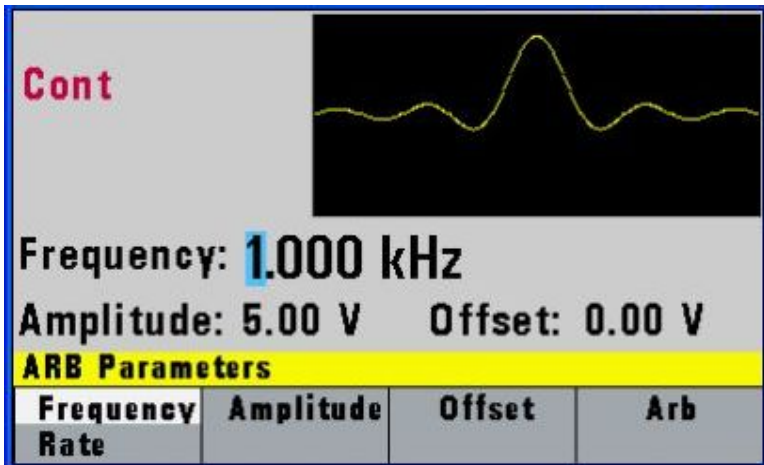 Cont
Frequency: 1.000 kHz
Amplitude: 5.00 V Offset: 0.00 V
ARB Parameters
Frequency Amplitude Offset Arb
Rate